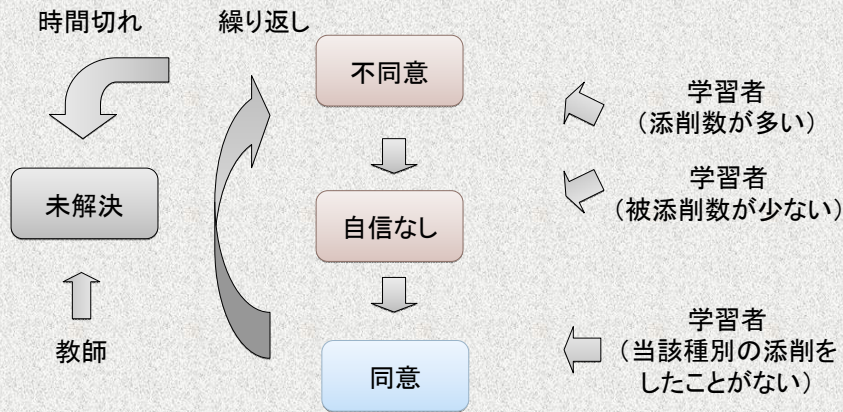 時間切れ
繰り返し
不同意
学習者
（添削数が多い）
未解決
自信なし
学習者
（被添削数が少ない）
教師
同意
学習者
（当該種別の添削を
したことがない）